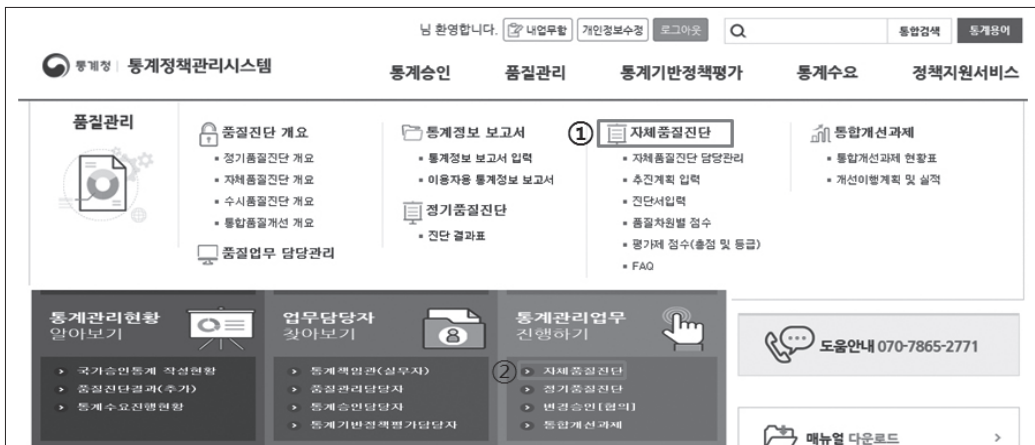 님 환영합니다. 내업무함 개인정보수정 로그아웃 통합검색 통계용어
통계청 통계정책관리시스템
통계승인 품질관리 통계기반정책평가 통계수요 정책지원서비스
품질관리
품질진단 개요
▪ 정기품질진단 개요
▪ 자체품질진단 개요
▪ 수시품질진단 개요
▪ 통합품질개선 개요
품질업무 담당관리
통계정보 보고서
▪ 통계정보 보고서 입력
▪ 이용자용 통계정보 보고서
정기품질진단
▪ 진단 결과표
① 자체품질진단
▪ 자체품질진단 담당관리
▪ 추진계획 입력
▪ 진단서입력
▪ 품질차원별 점수
▪ 평가제 점수(총점 및 등급)
▪ FAQ
통합개선과제
▪ 통합개선과제 현황표
▪ 개선이행계획 및 실적
통계관리현황
알아보기
> 국가승인통계 작성현황
> 품질진단결과(추가)
> 통계수요진행현황
업무담당자
찾아보기
> 통계책임관(실무자)
> 품질관리담당자
> 통계승인담당자
> 통계기반정책평가담당자
통계관리업무
진행하기
② > 자체품질진단
> 정기품질진단
> 변경승인[협의]
> 통합개선과제
도움안내 070-7865-2771
매뉴얼 다운로드 >